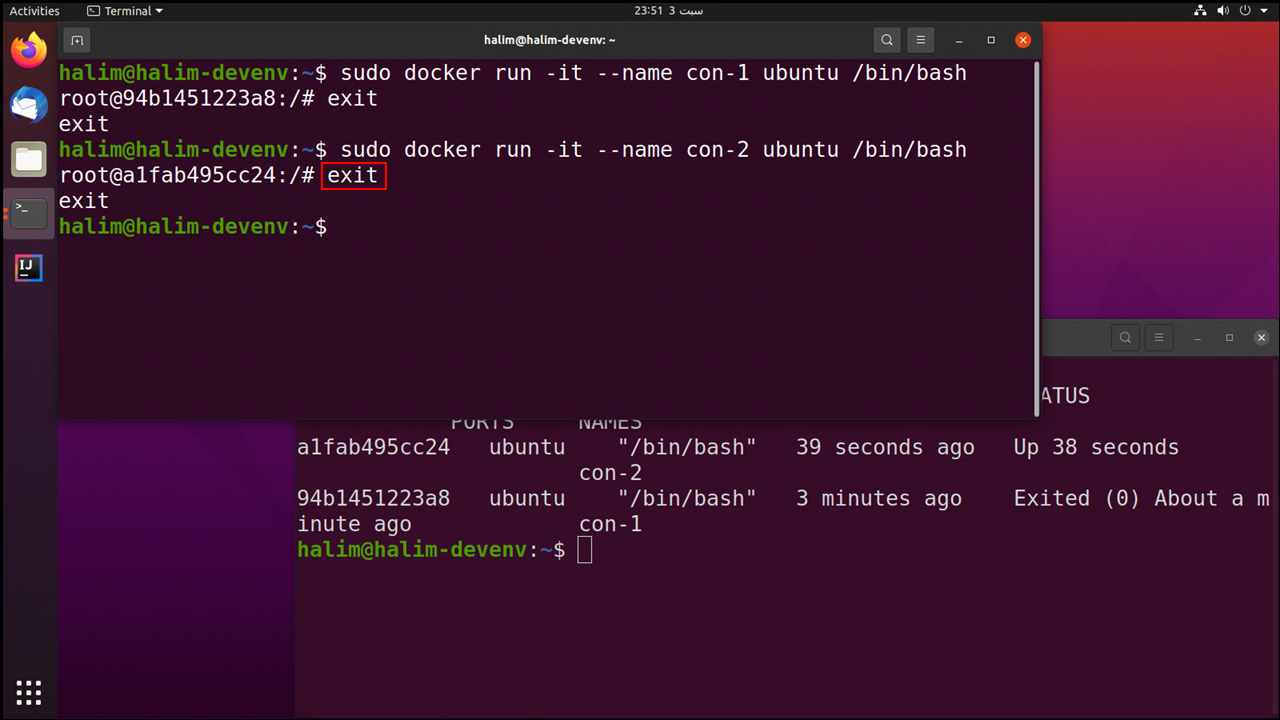 Activities
Terminal
23:51 3 سبت
halim@halim-devenv: ~
halim@halim-devenv:~$ sudo docker run -it --name con-1 ubuntu /bin/bash
root@94b1451223a8:/# exit
exit
halim@halim-devenv:~$ sudo docker run -it --name con-2 ubuntu /bin/bash
root@a1fab495cc24:/# exit
exit
halim@halim-devenv:~$
>_
IJ
ATUS
PORTS NAMES
a1fab495cc24 ubuntu "/bin/bash" 39 seconds ago Up 38 seconds
con-2
94b1451223a8 ubuntu "/bin/bash" 3 minutes ago Exited (0) About a m
inute ago con-1
halim@halim-devenv:~$